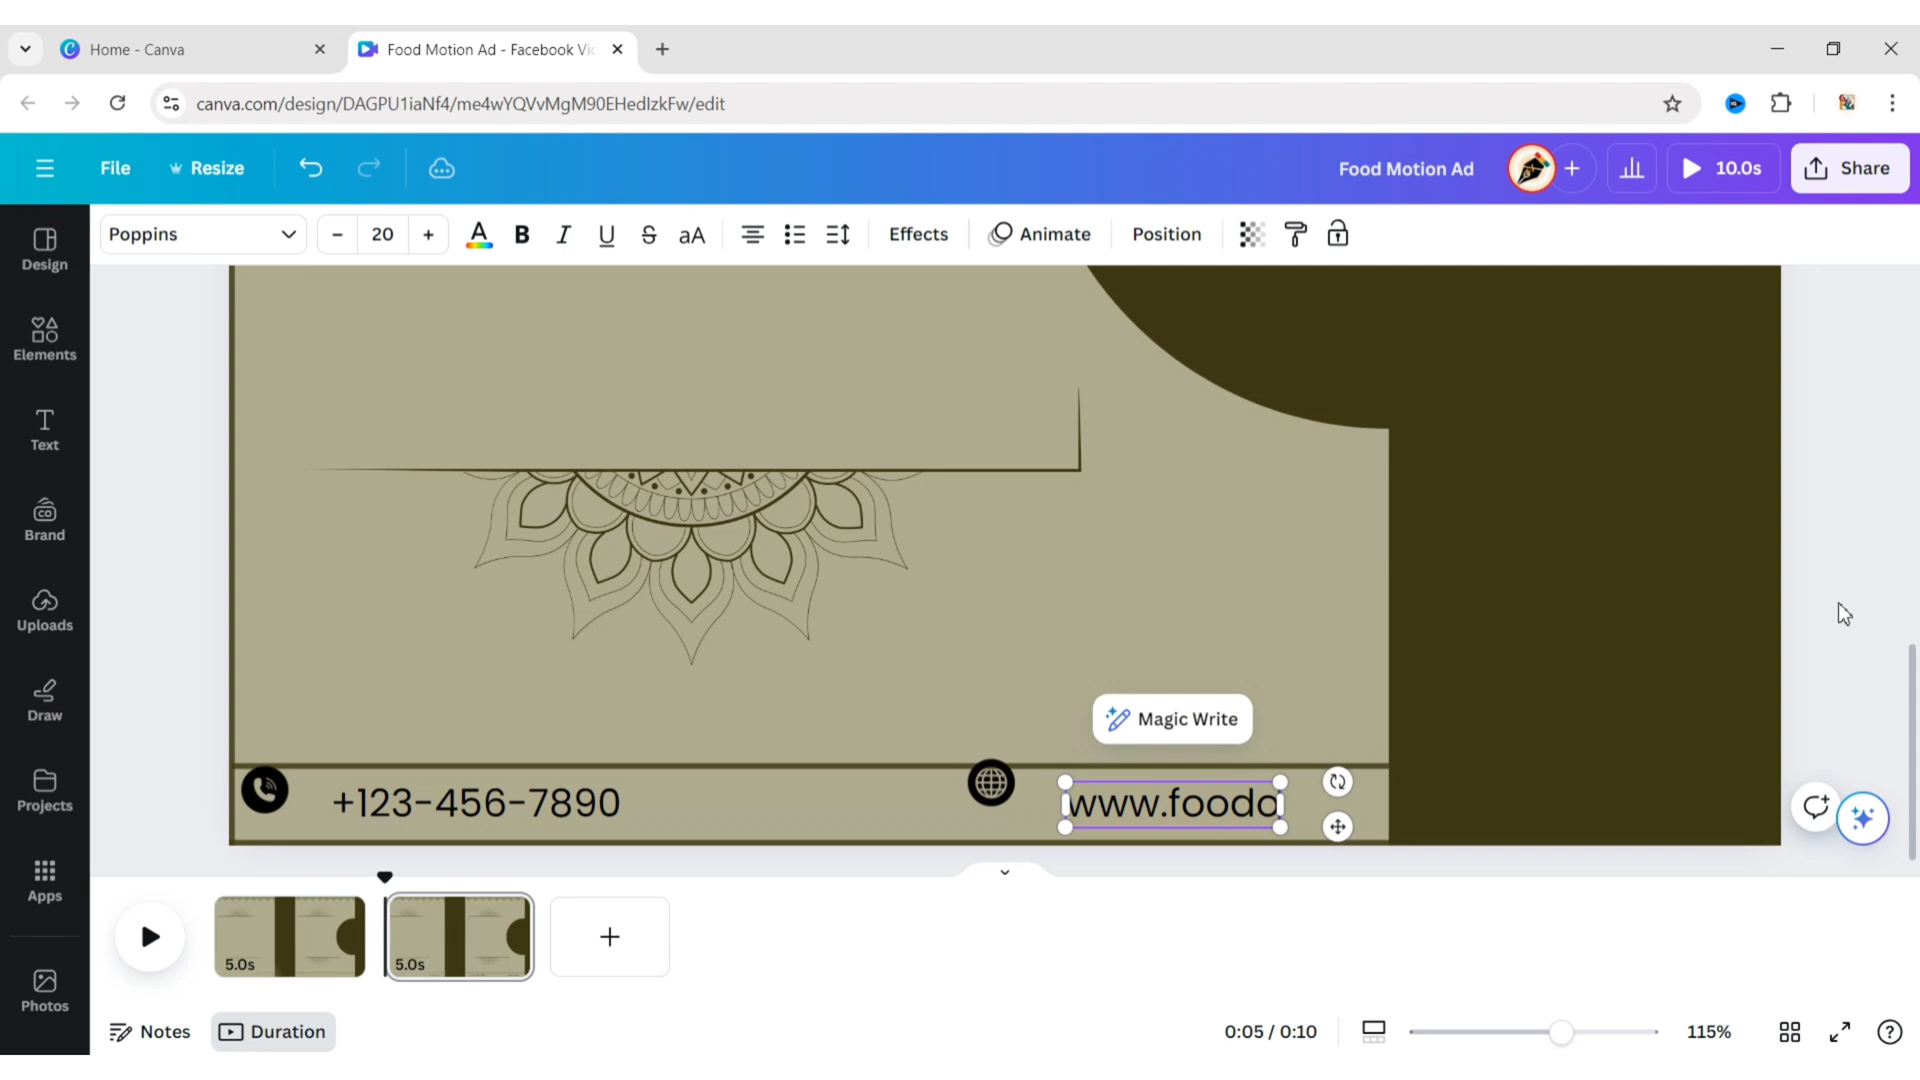 Home - Canva
Food Motion Ad - Facebook Vi
canva.com/design/DAGPU1iaNf4/me4wYQVvMgM90EHedIzkFw/edit
File
Resize
Food Motion Ad
10.0s
Share
Poppins
- 20 +
A B I U S aA
Effects
Animate
Position
Design
Elements
Text
Brand
Uploads
Draw
Projects
Apps
Photos
Magic Write
+123-456-7890
www.foodo
5.0s
5.0s
Notes
Duration
0:05 / 0:10
115%